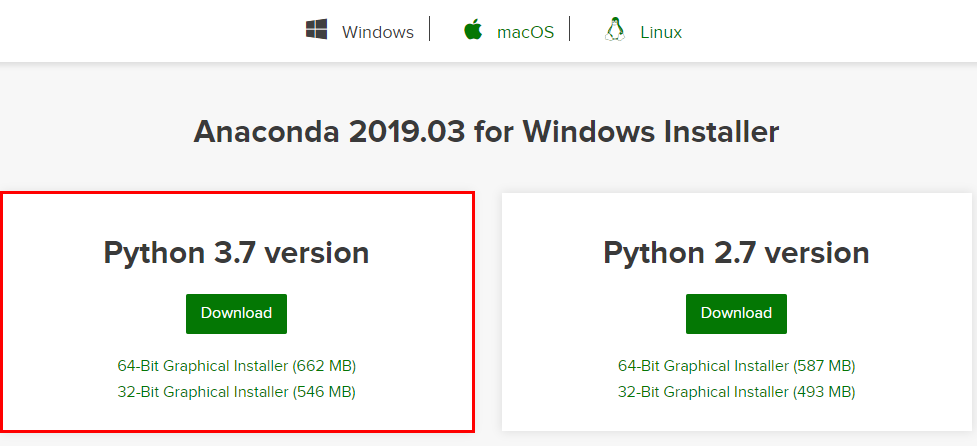 Windows macOS Linux
Anaconda 2019.03 for Windows Installer
Python 3.7 version
Download
64-Bit Graphical Installer (662 MB)
32-Bit Graphical Installer (546 MB)
Python 2.7 version
Download
64-Bit Graphical Installer (587 MB)
32-Bit Graphical Installer (493 MB)